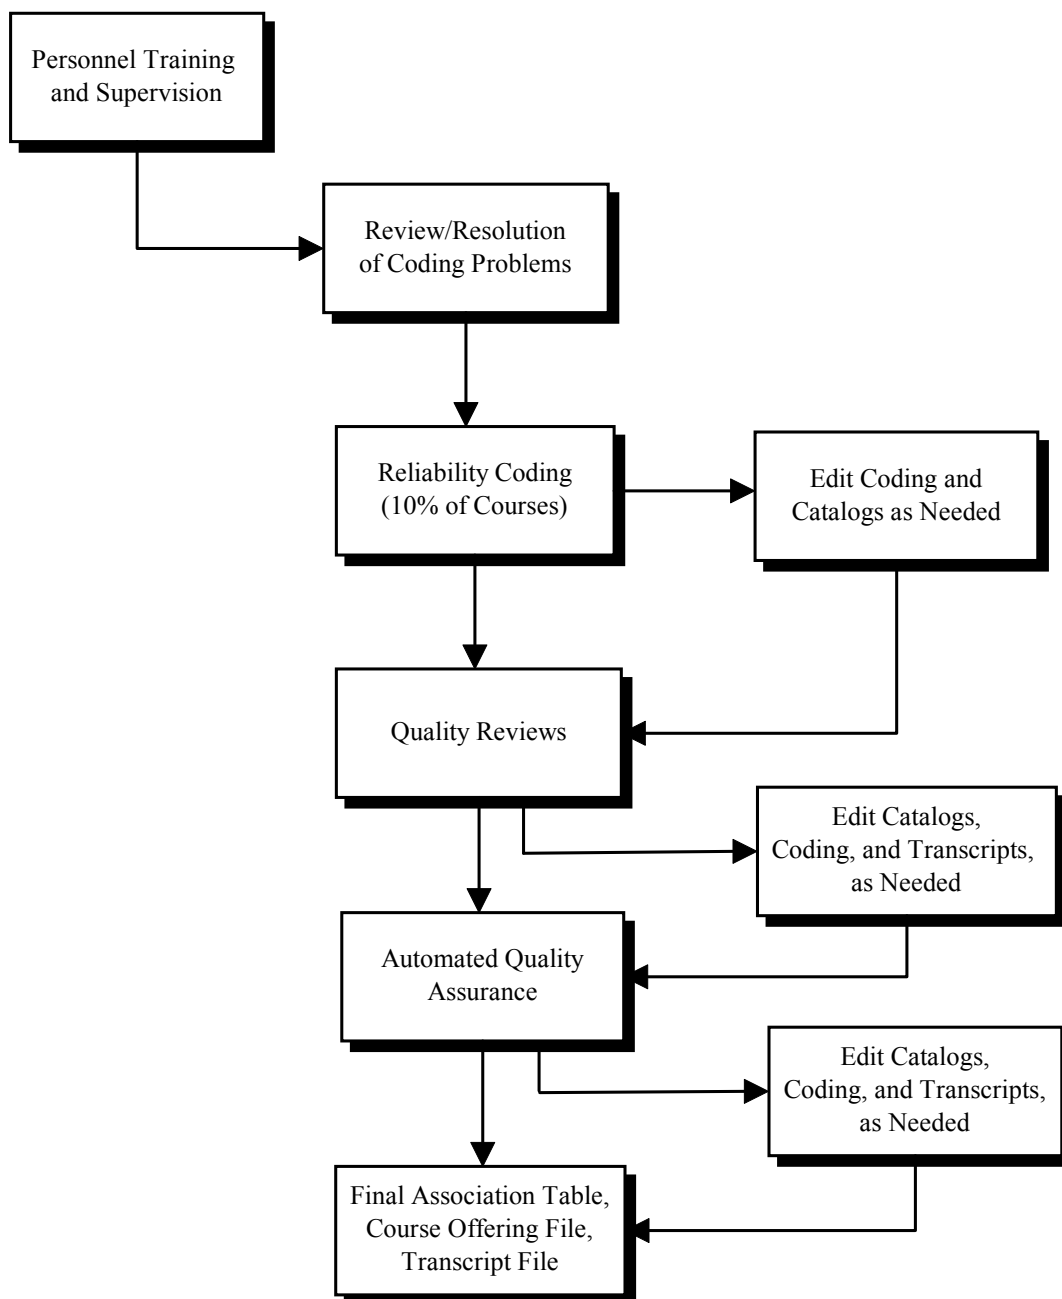 Personnel Training
and Supervision
Review/Resolution
of Coding Problems
Reliability Coding
(10% of Courses)
Edit Coding and
Catalogs as Needed
Quality Reviews
Edit Catalogs,
Coding, and Transcripts,
as Needed
Automated Quality
Assurance
Edit Catalogs,
Coding, and Transcripts,
as Needed
Final Association Table,
Course Offering File,
Transcript File